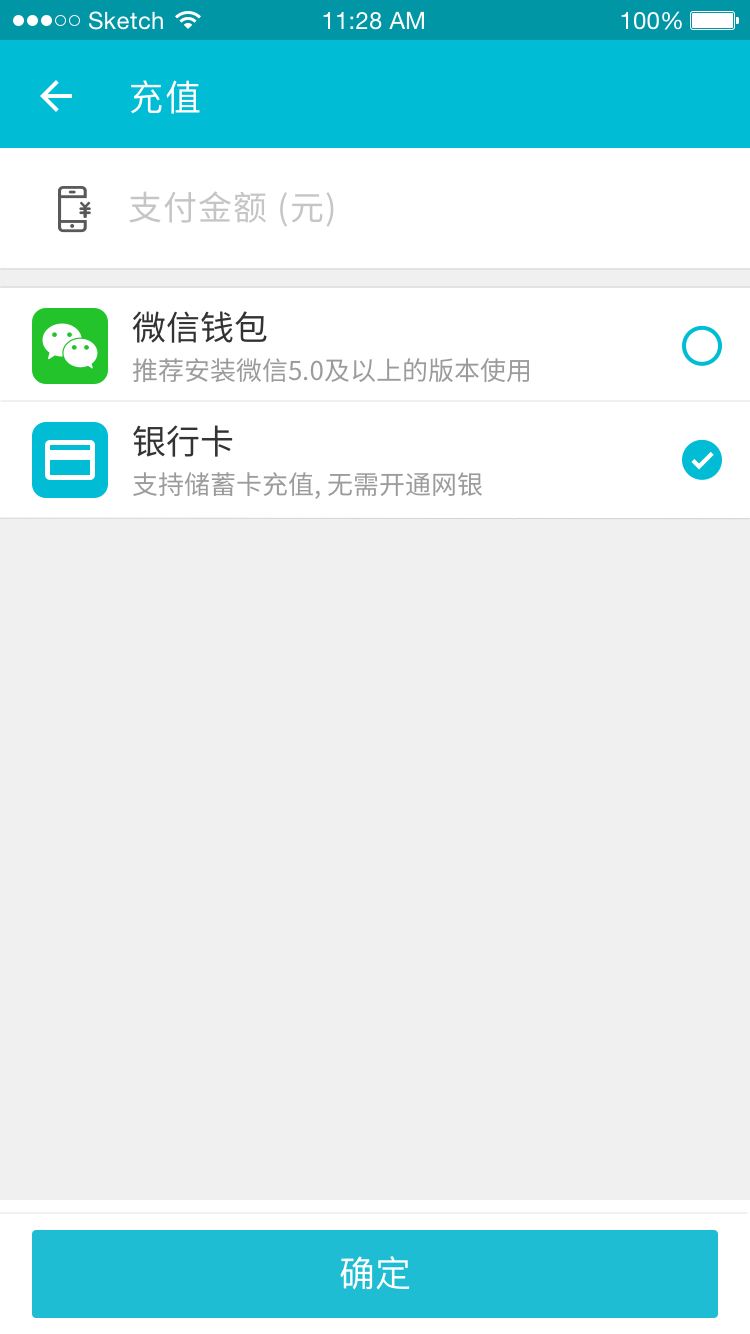 Sketch 11:28 AM 100%
充值
支付金额 (元)
微信钱包
推荐安装微信5.0及以上的版本使用
银行卡
支持储蓄卡充值, 无需开通网银
确定